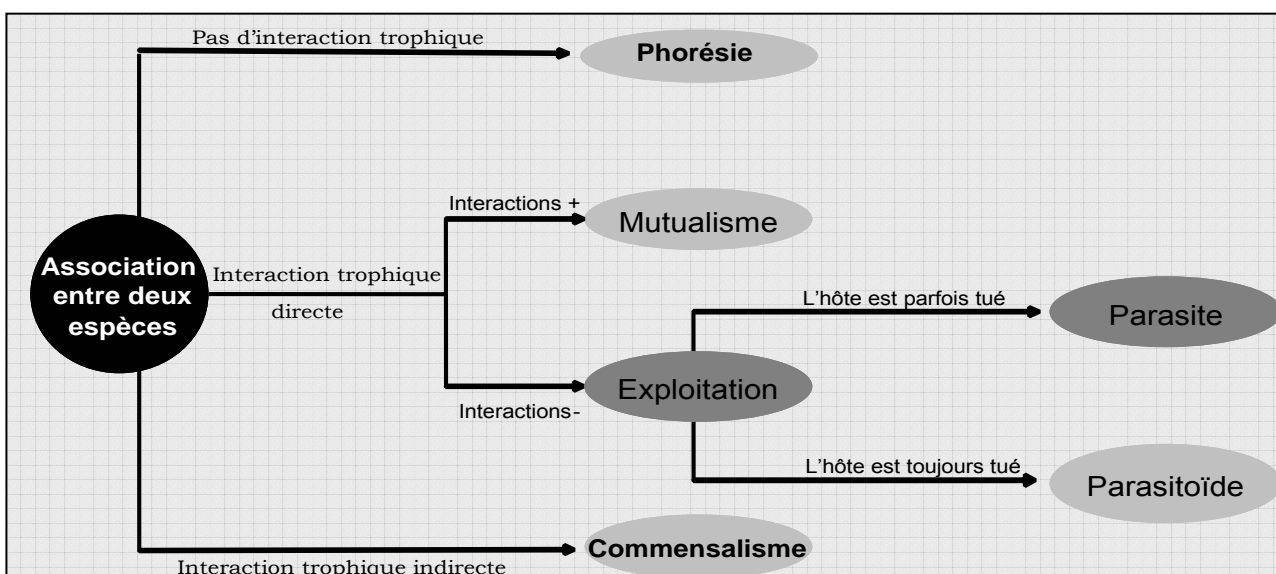 Pas d'interaction trophique
Phorésie
Interactions +
Mutualisme
Association
entre deux
espèces
Interaction trophique
directe
L'hôte est parfois tué
Parasite
Exploitation
Interactions-
L'hôte est toujours tué
Parasitoïde
Commensalisme
Interaction trophique indirecte